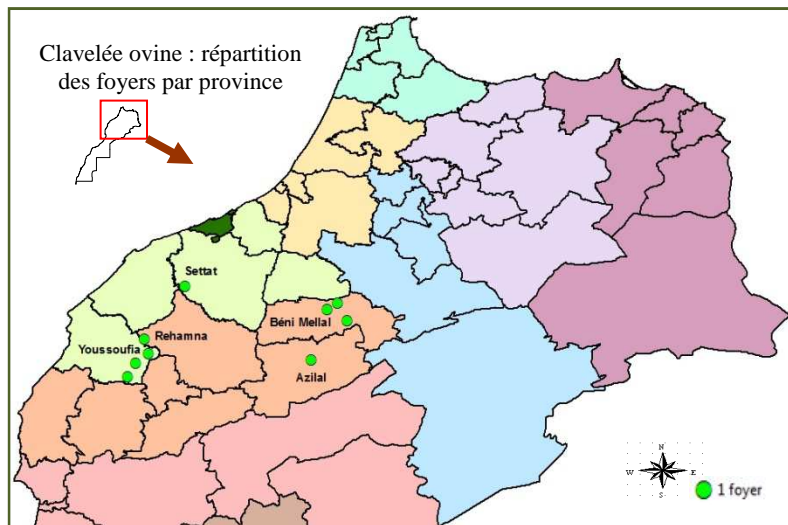 Clavelée ovine : répartition
des foyers par province
Settat
Rehamna
Béni Mellal
Youssoufia
Azilal
N
W E
S
1 foyer